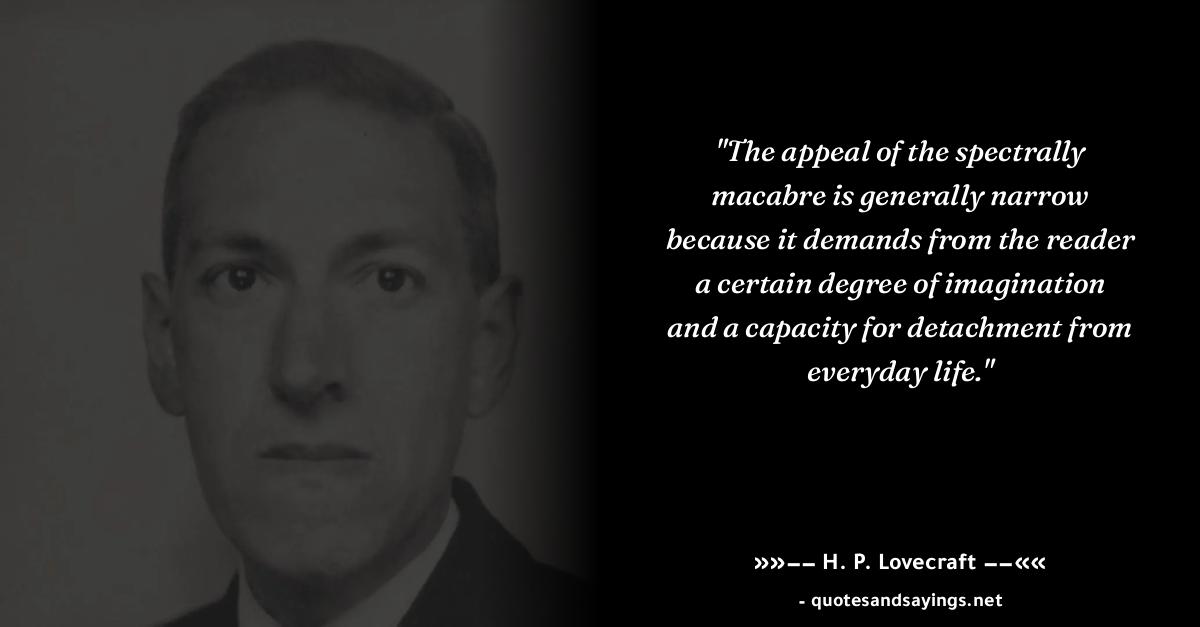 "The appeal of the spectrally
macabre is generally narrow
because it demands from the reader
a certain degree of imagination
and a capacity for detachment from
everyday life."
»»–– H. P. Lovecraft ––««
- quotesandsayings.net